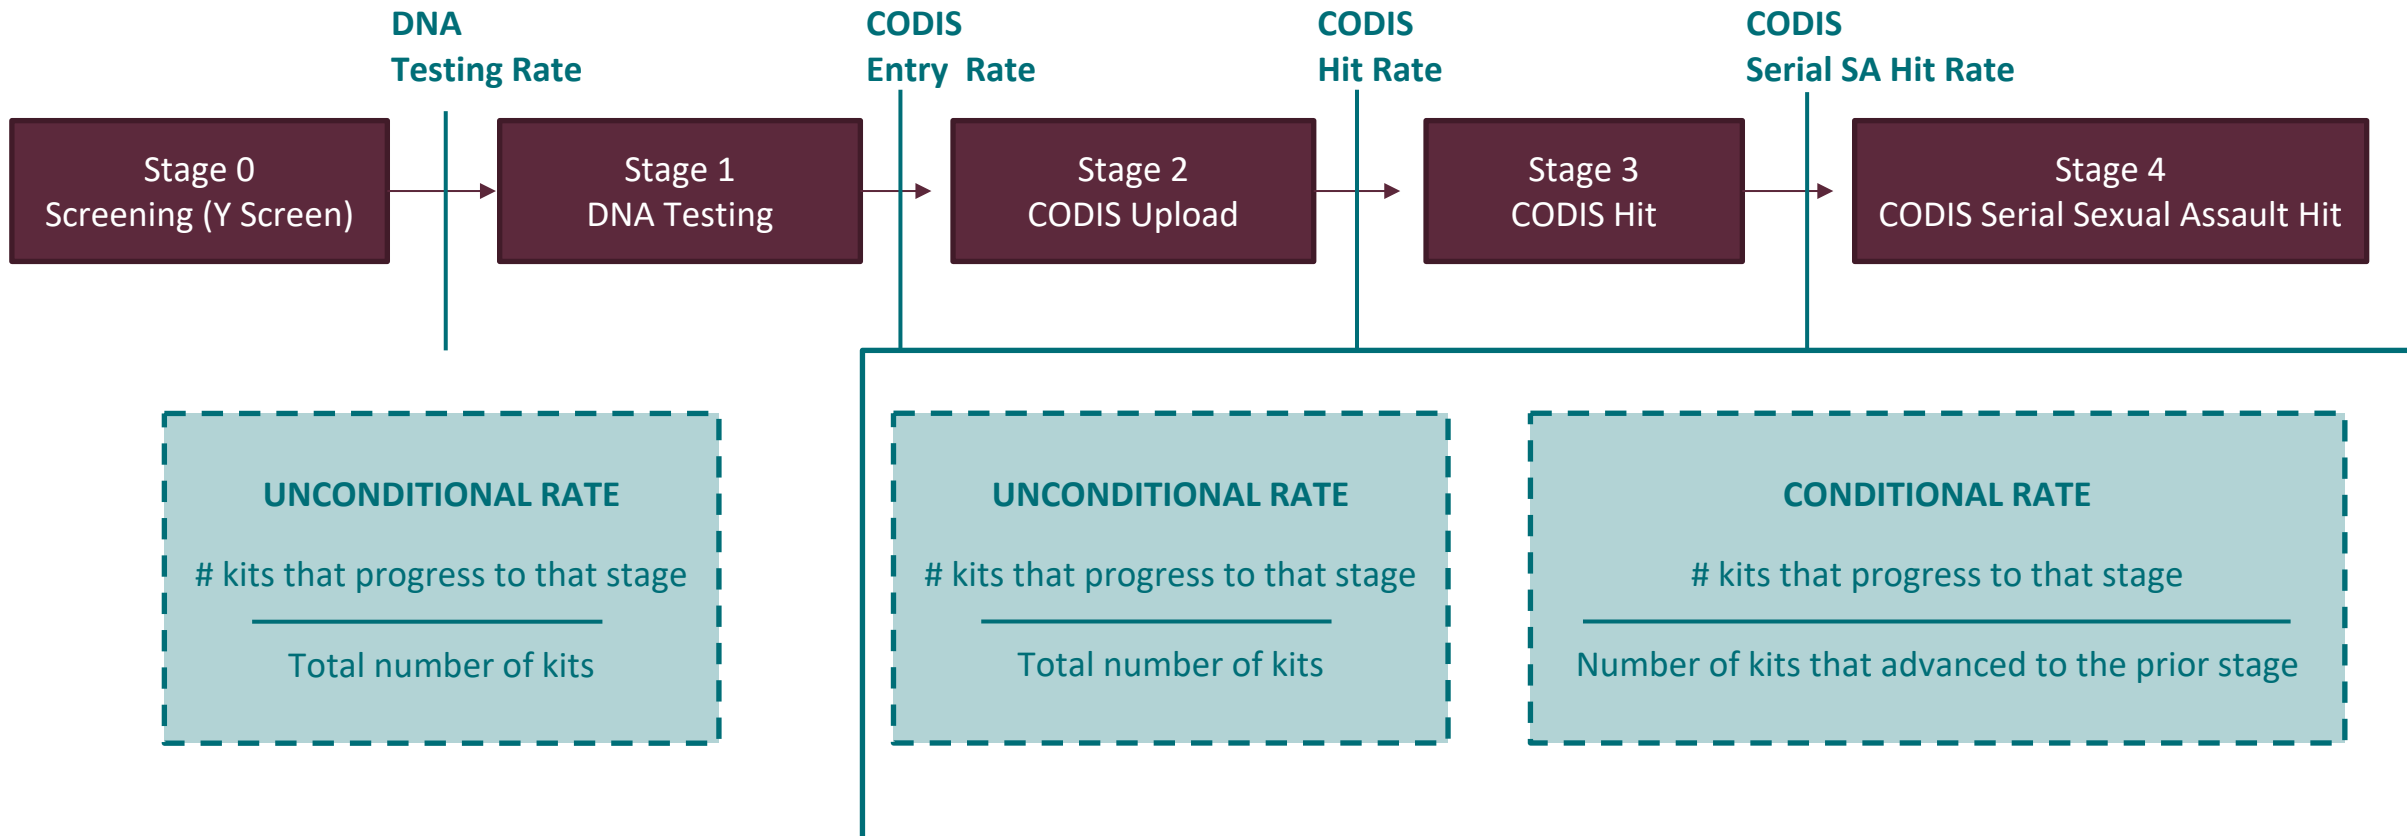 DNA
Testing Rate
CODIS
Entry  Rate
CODIS
Hit Rate
CODIS
Serial SA Hit Rate
Stage 0
Screening (Y Screen)
Stage 1
DNA Testing
Stage 2
CODIS Upload
Stage 3
CODIS Hit
Stage 4
CODIS Serial Sexual Assault Hit
UNCONDITIONAL RATE
# kits that progress to that stage
Total number of kits
UNCONDITIONAL RATE
# kits that progress to that stage
Total number of kits
CONDITIONAL RATE
# kits that progress to that stage
Number of kits that advanced to the prior stage